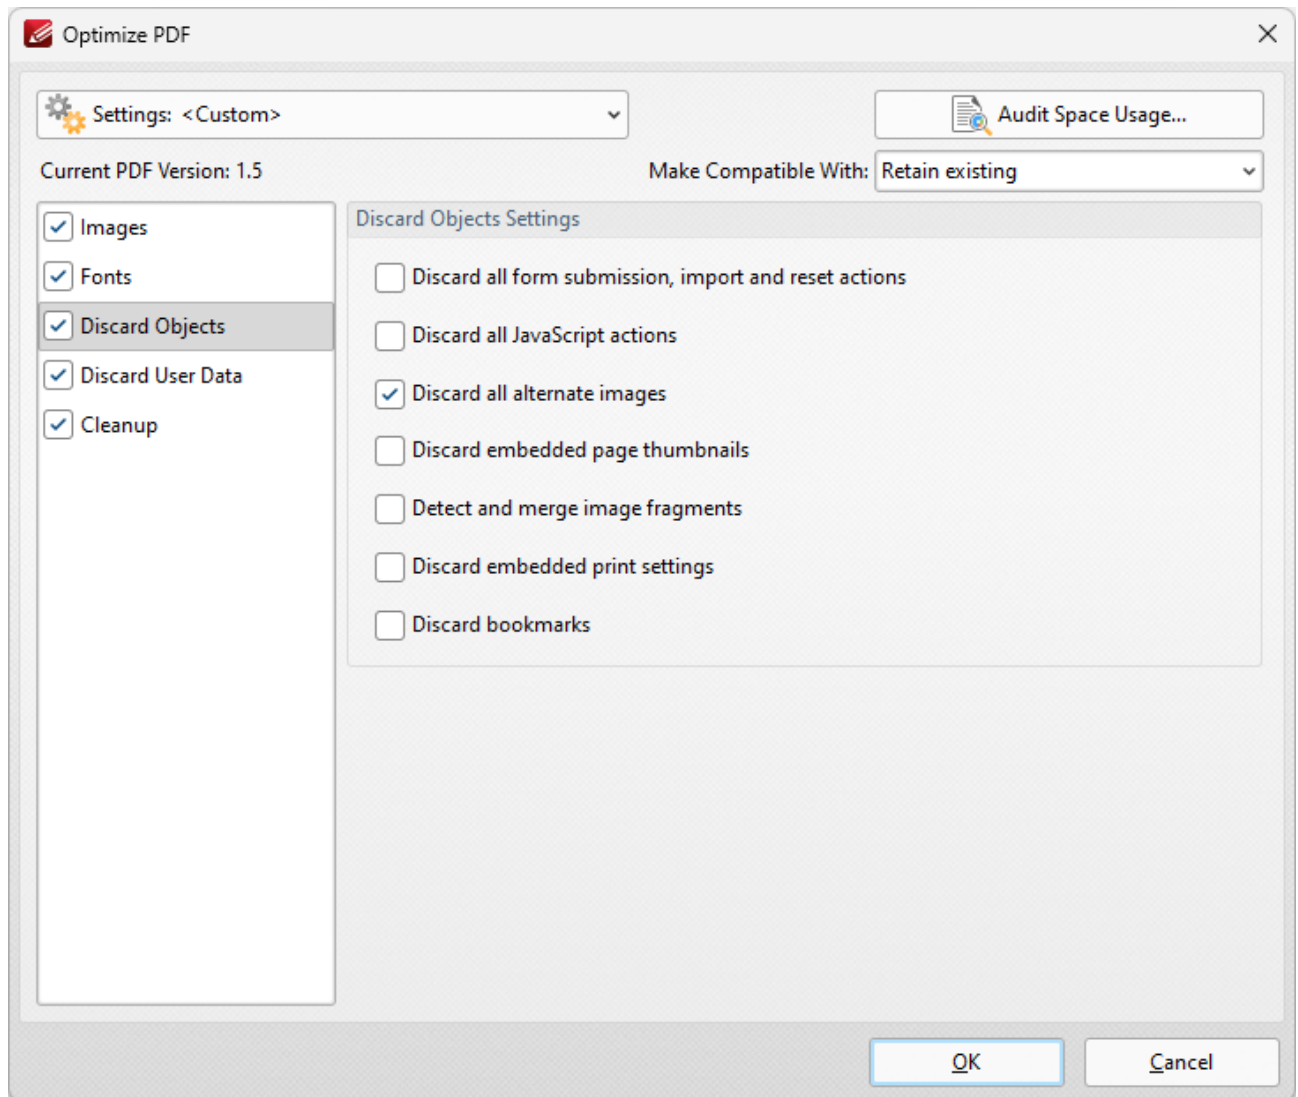 Optimize PDF
Settings: <Custom>
Audit Space Usage...
Current PDF Version: 1.5
Make Compatible With: Retain existing
Images
Fonts
Discard Objects
Discard User Data
Cleanup
Discard Objects Settings
Discard all form submission, import and reset actions
Discard all JavaScript actions
Discard all alternate images
Discard embedded page thumbnails
Detect and merge image fragments
Discard embedded print settings
Discard bookmarks
OK
Cancel